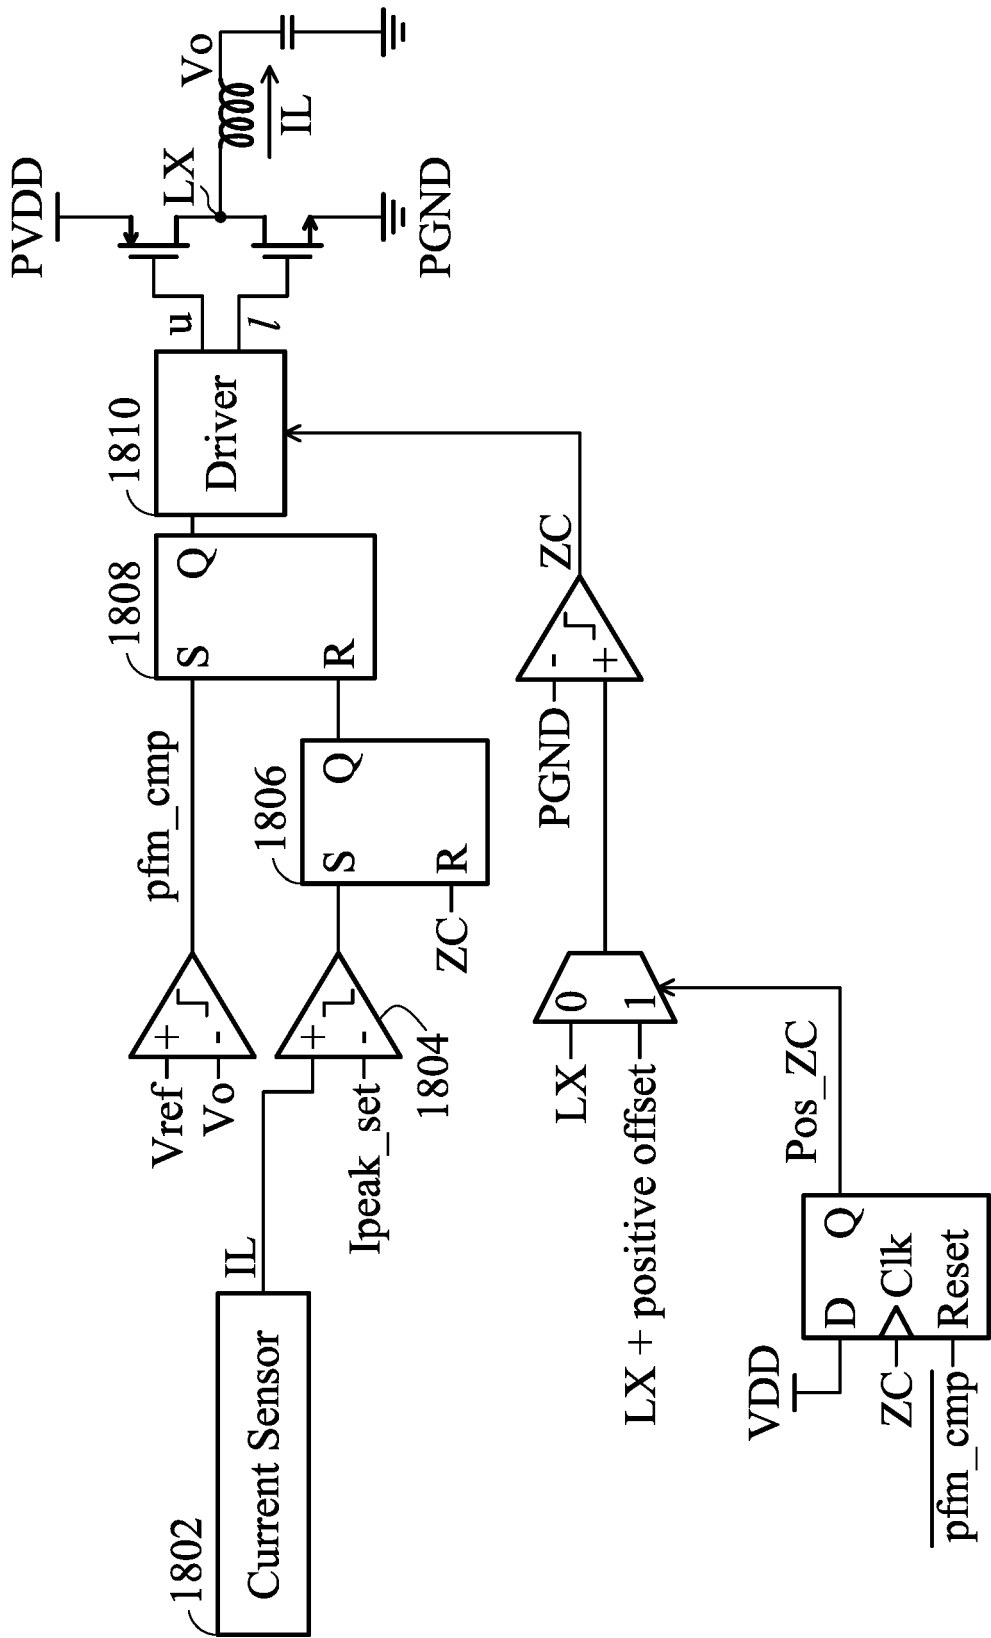 1802
Current Sensor
IL
Vref
Vo
+
-
pfm_cmp
Ipeak_set
+
-
1804
1806
S
Q
R
ZC
1808
S
Q
R
1810
Driver
u
l
PVDD
LX
Vo
IL
PGND
LX
LX + positive offset
0
1
PGND
-
+
ZC
VDD
D
Q
ZC
Clk
pfm_cmp
Reset
Pos_ZC